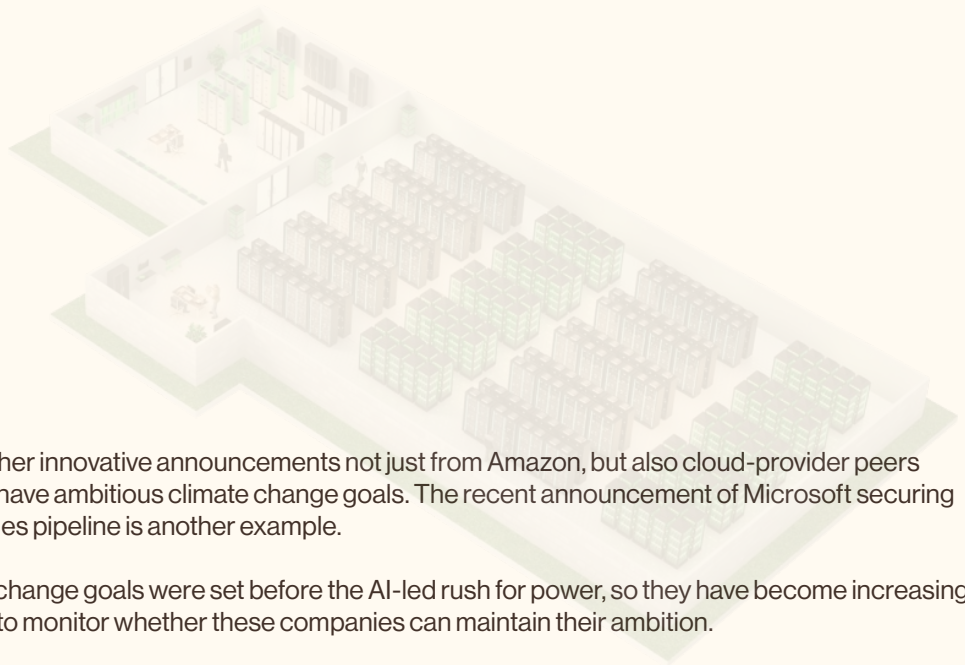 her innovative announcements not just from Amazon, but also cloud-provider peers
have ambitious climate change goals. The recent announcement of Microsoft securing
es pipeline is another example.
change goals were set before the AI-led rush for power, so they have become increasing
to monitor whether these companies can maintain their ambition.